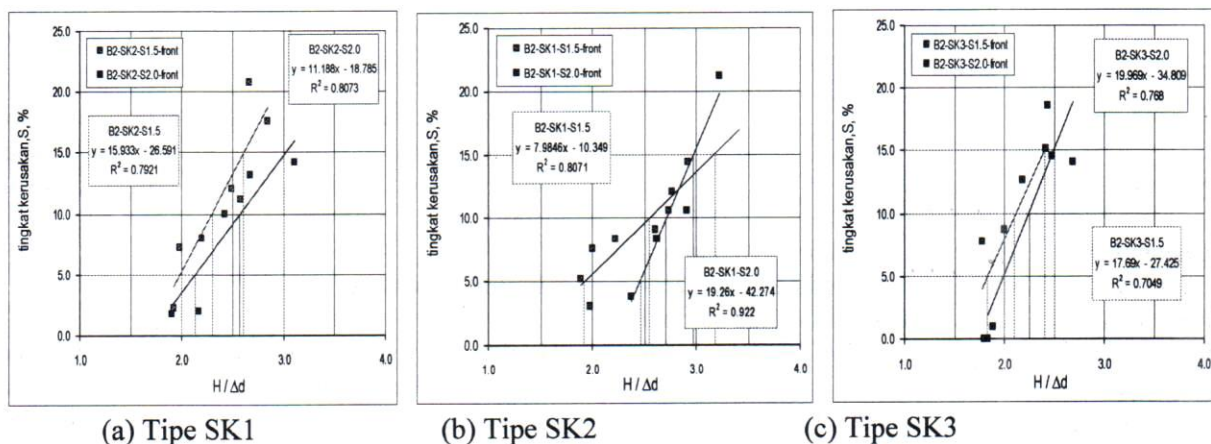 25.0
20.0
15.0
10.0
5.0
0.0
tingkat kerusakan,S, %
B2-SK2-S1.5-front
B2-SK2-S2.0-front
B2-SK2-S2.0
y = 11.188x - 18.785
R² = 0.8073
B2-SK2-S1.5
y = 15.933x - 26.591
R² = 0.7921
1.0 2.0 3.0 4.0
H / Δd
(a) Tipe SK1
25.0
20.0
15.0
10.0
5.0
0.0
tingkat kerusakan,S, %
B2-SK1-S1.5-front
B2-SK1-S2.0-front
B2-SK1-S1.5
y = 7.9846x - 10.349
R² = 0.8071
B2-SK1-S2.0
y = 19.26x - 42.274
R² = 0.922
1.0 2.0 3.0 4.0
H / Δd
(b) Tipe SK2
25.0
20.0
15.0
10.0
5.0
0.0
tingkat kerusakan,S, %
B2-SK3-S1.5-front
B2-SK3-S2.0-front
B2-SK3-S2.0
y = 19.969x - 34.809
R² = 0.768
B2-SK3-S1.5
y = 17.69x - 27.425
R² = 0.7049
1.0 2.0 3.0 4.0
H / Δd
(c) Tipe SK3